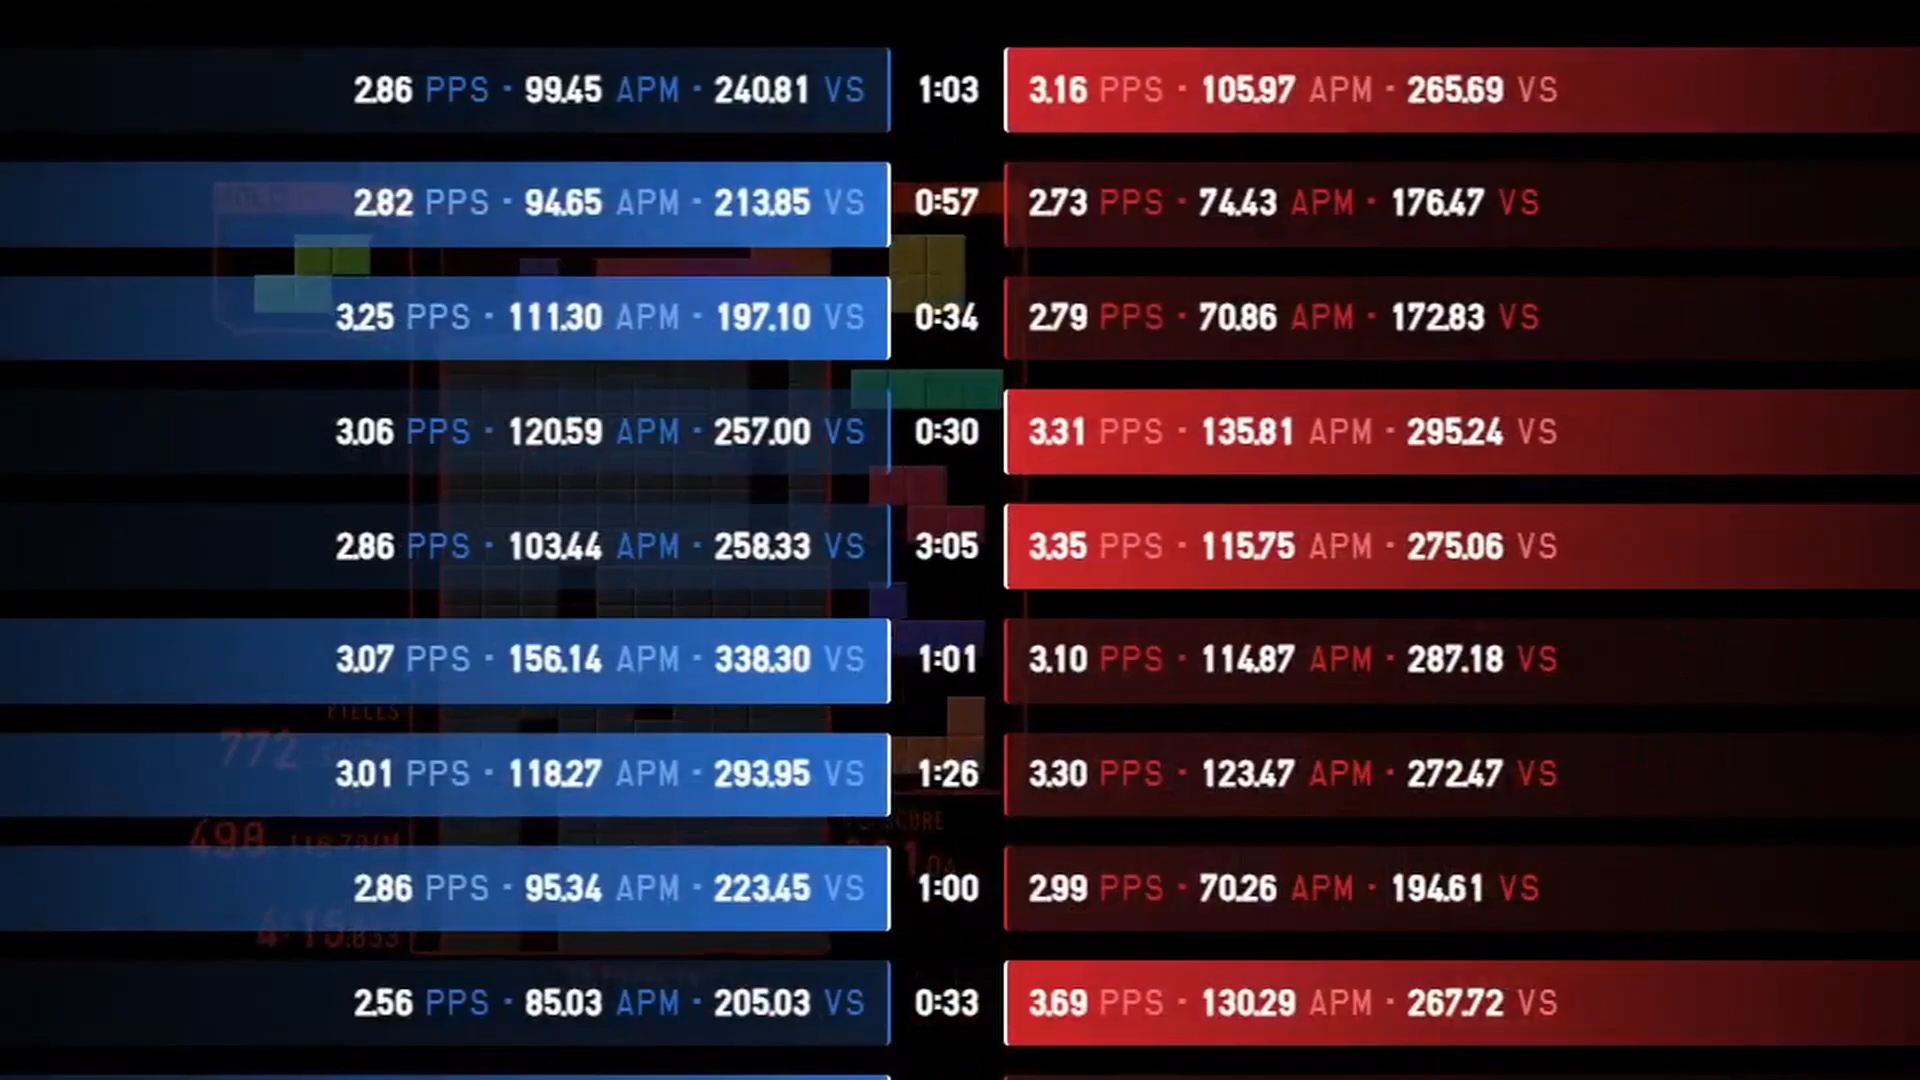 2.86 PPS · 99.45 APM · 240.81 VS 1:03 3.16 PPS · 105.97 APM · 265.69 VS
2.82 PPS · 94.65 APM · 213.85 VS 0:57 2.73 PPS · 74.43 APM · 176.47 VS
3.25 PPS · 111.30 APM · 197.10 VS 0:34 2.79 PPS · 70.86 APM · 172.83 VS
3.06 PPS · 120.59 APM · 257.00 VS 0:30 3.31 PPS · 135.81 APM · 295.24 VS
2.86 PPS · 103.44 APM · 258.33 VS 3:05 3.35 PPS · 115.75 APM · 275.06 VS
3.07 PPS · 156.14 APM · 338.30 VS 1:01 3.10 PPS · 114.87 APM · 287.18 VS
PIECES
772
3.01 PPS · 118.27 APM · 293.95 VS 1:26 3.30 PPS · 123.47 APM · 272.47 VS
498
2.86 PPS · 95.34 APM · 223.45 VS 1:00 2.99 PPS · 70.26 APM · 194.61 VS
4:15.833
2.56 PPS · 85.03 APM · 205.03 VS 0:33 3.69 PPS · 130.29 APM · 267.72 VS